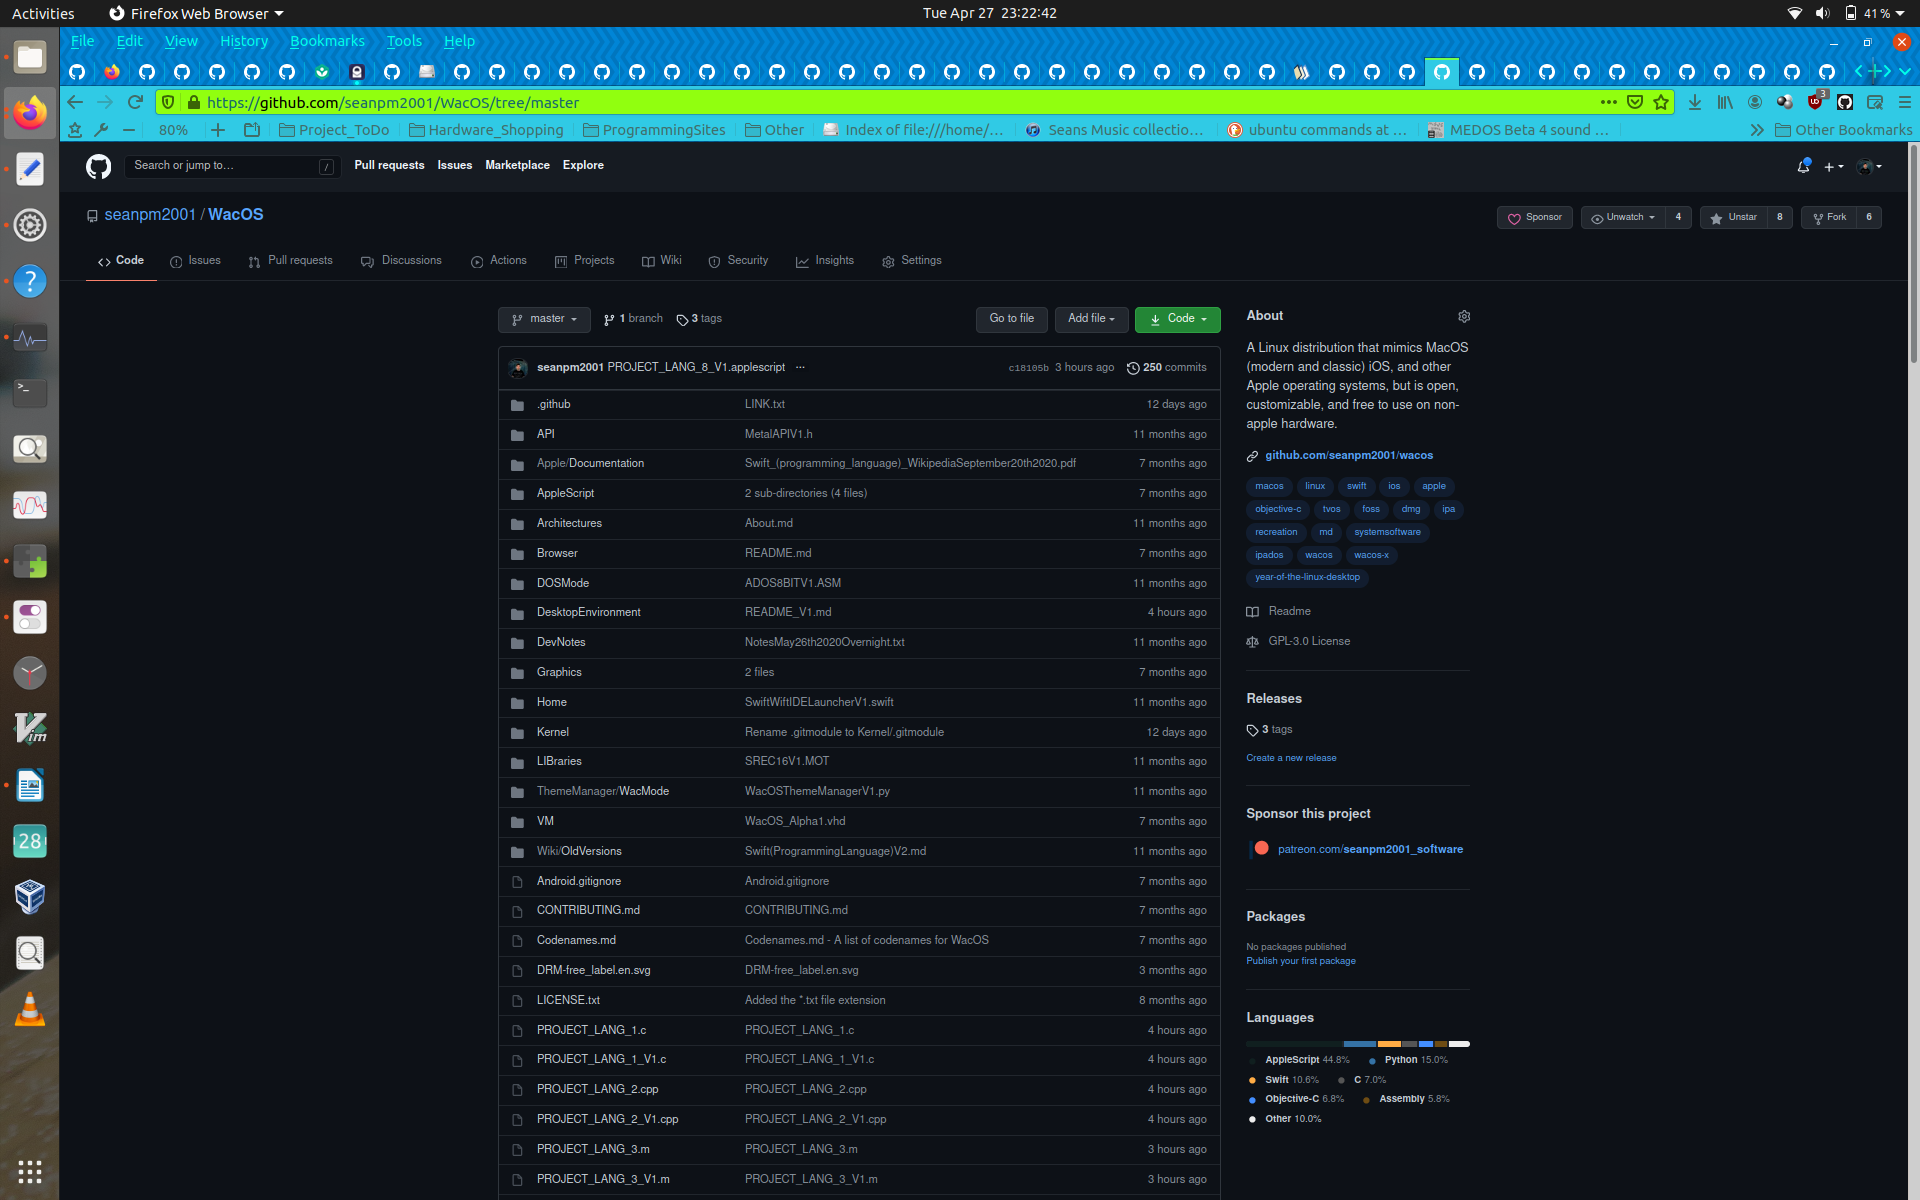 Activities Firefox Web Browser Tue Apr 27 23:22:42 41 %
File Edit View History Bookmarks Tools Help
https://github.com/seanpm2001/WacOS/tree/master 3
80% Project_ToDo Hardware_Shopping ProgrammingSites Other Index of file:///home/... Seans Music collectio... ubuntu commands at ... MEDOS Beta 4 sound ... Other Bookmarks
Search or jump to... / Pull requests Issues Marketplace Explore
seanpm2001 / WacOS Sponsor Unwatch 4 Unstar 8 Fork 6
Code Issues Pull requests Discussions Actions Projects Wiki Security Insights Settings
master 1 branch 3 tags Go to file Add file Code
seanpm2001 PROJECT_LANG_8_V1.applescript ... c18105b 3 hours ago 250 commits
.github LINK.txt 12 days ago
API MetalAPIV1.h 11 months ago
Apple/Documentation Swift_(programming_language)_WikipediaSeptember20th2020.pdf 7 months ago
AppleScript 2 sub-directories (4 files) 7 months ago
Architectures About.md 11 months ago
Browser README.md 7 months ago
DOSMode ADOS8BITV1.ASM 11 months ago
DesktopEnvironment README_V1.md 4 hours ago
DevNotes NotesMay26th2020Overnight.txt 11 months ago
Graphics 2 files 7 months ago
Home SwiftWiftIDELauncherV1.swift 11 months ago
Kernel Rename .gitmodule to Kernel/.gitmodule 12 days ago
LIBraries SREC16V1.MOT 11 months ago
ThemeManager/WacMode WacOSThemeManagerV1.py 11 months ago
VM WacOS_Alpha1.vhd 7 months ago
Wiki/OldVersions Swift(ProgrammingLanguage)V2.md 11 months ago
Android.gitignore Android.gitignore 7 months ago
CONTRIBUTING.md CONTRIBUTING.md 7 months ago
Codenames.md Codenames.md - A list of codenames for WacOS 7 months ago
DRM-free_label.en.svg DRM-free_label.en.svg 3 months ago
LICENSE.txt Added the *.txt file extension 8 months ago
PROJECT_LANG_1.c PROJECT_LANG_1.c 4 hours ago
PROJECT_LANG_1_V1.c PROJECT_LANG_1_V1.c 4 hours ago
PROJECT_LANG_2.cpp PROJECT_LANG_2.cpp 4 hours ago
PROJECT_LANG_2_V1.cpp PROJECT_LANG_2_V1.cpp 4 hours ago
PROJECT_LANG_3.m PROJECT_LANG_3.m 3 hours ago
PROJECT_LANG_3_V1.m PROJECT_LANG_3_V1.m 3 hours ago
About
A Linux distribution that mimics MacOS
(modern and classic) iOS, and other
Apple operating systems, but is open,
customizable, and free to use on non-
apple hardware.
github.com/seanpm2001/wacos
macos linux swift ios apple
objective-c tvos foss dmg ipa
recreation md systemsoftware
ipados wacos wacos-x
year-of-the-linux-desktop
Readme
GPL-3.0 License
Releases
3 tags
Create a new release
Sponsor this project
patreon.com/seanpm2001_software
Packages
No packages published
Publish your first package
Languages
AppleScript 44.8% Python 15.0%
Swift 10.6% C 7.0%
Objective-C 6.8% Assembly 5.8%
Other 10.0%
28
Vim